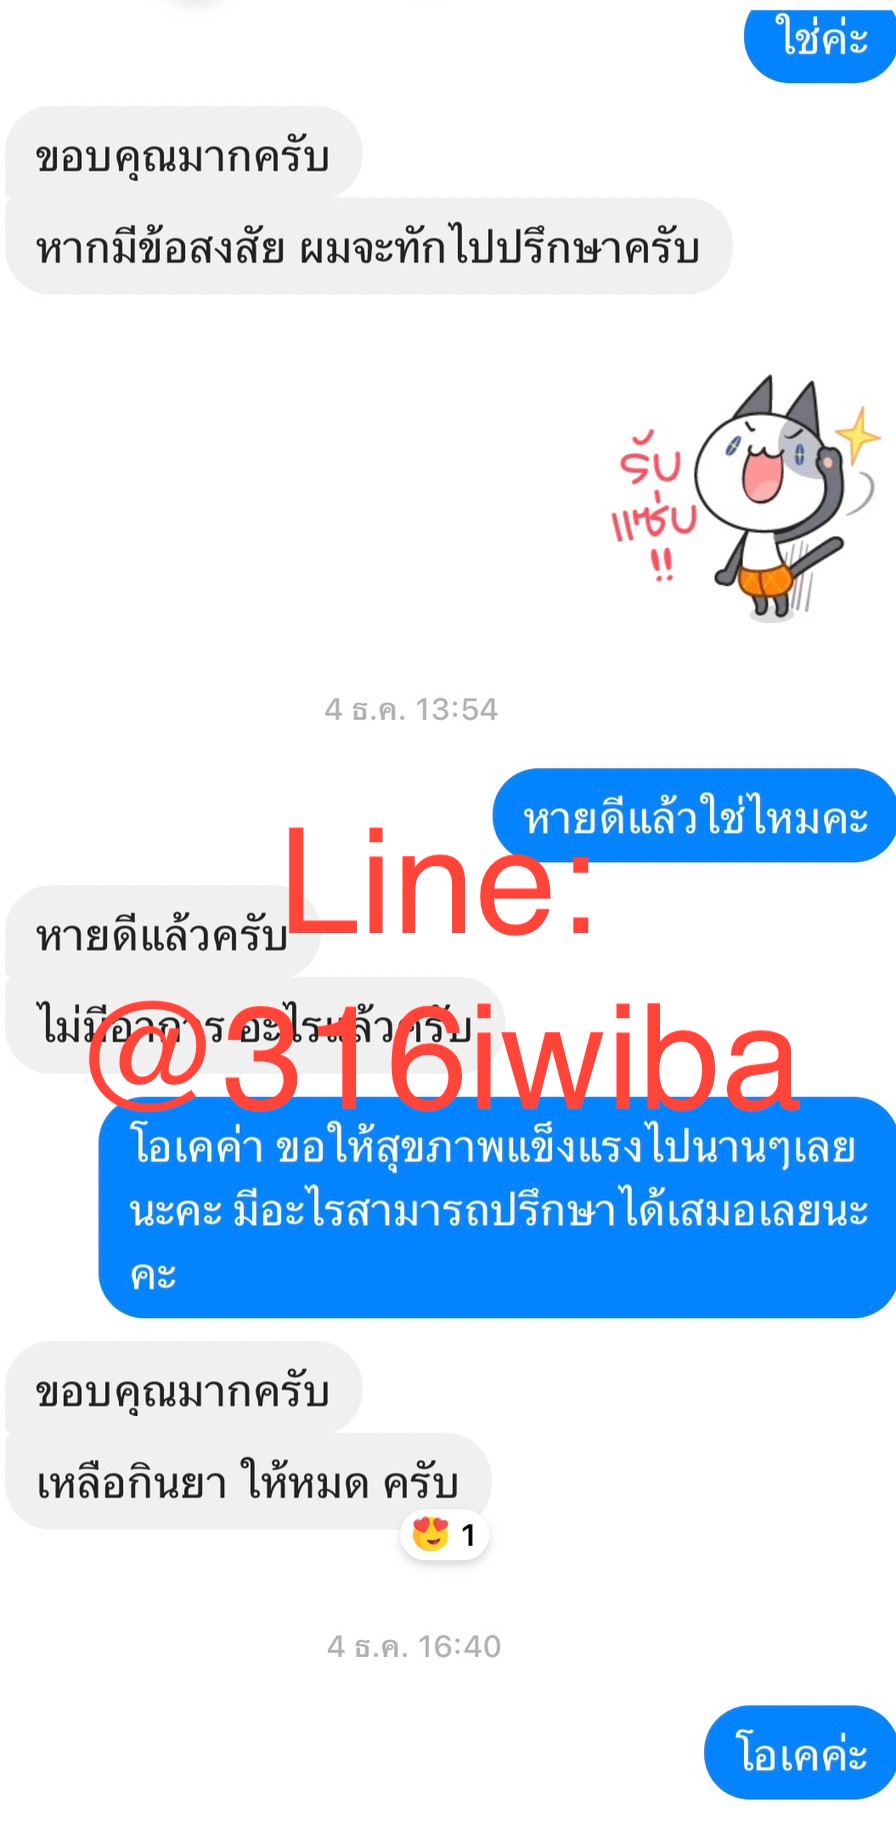 ใช่ค่ะ
ขอบคุณมากครับ
หากมีข้อสงสัย ผมจะทักไปปรึกษาครับ
รับ
แซ่บ
!!
4 ธ.ค. 13:54
หายดีแล้วใช่ไหมคะ
Line:
หายดีแล้วครับ
ไม่มีอาการ อะไรแล้วครับ
@316iwiba
โอเคค่า ขอให้สุขภาพแข็งแรงไปนานๆเลย
นะคะ มีอะไรสามารถปรึกษาได้เสมอเลยนะ
คะ
ขอบคุณมากครับ
เหลือกินยา ให้หมด ครับ
😍 1
4 ธ.ค. 16:40
โอเคค่ะ